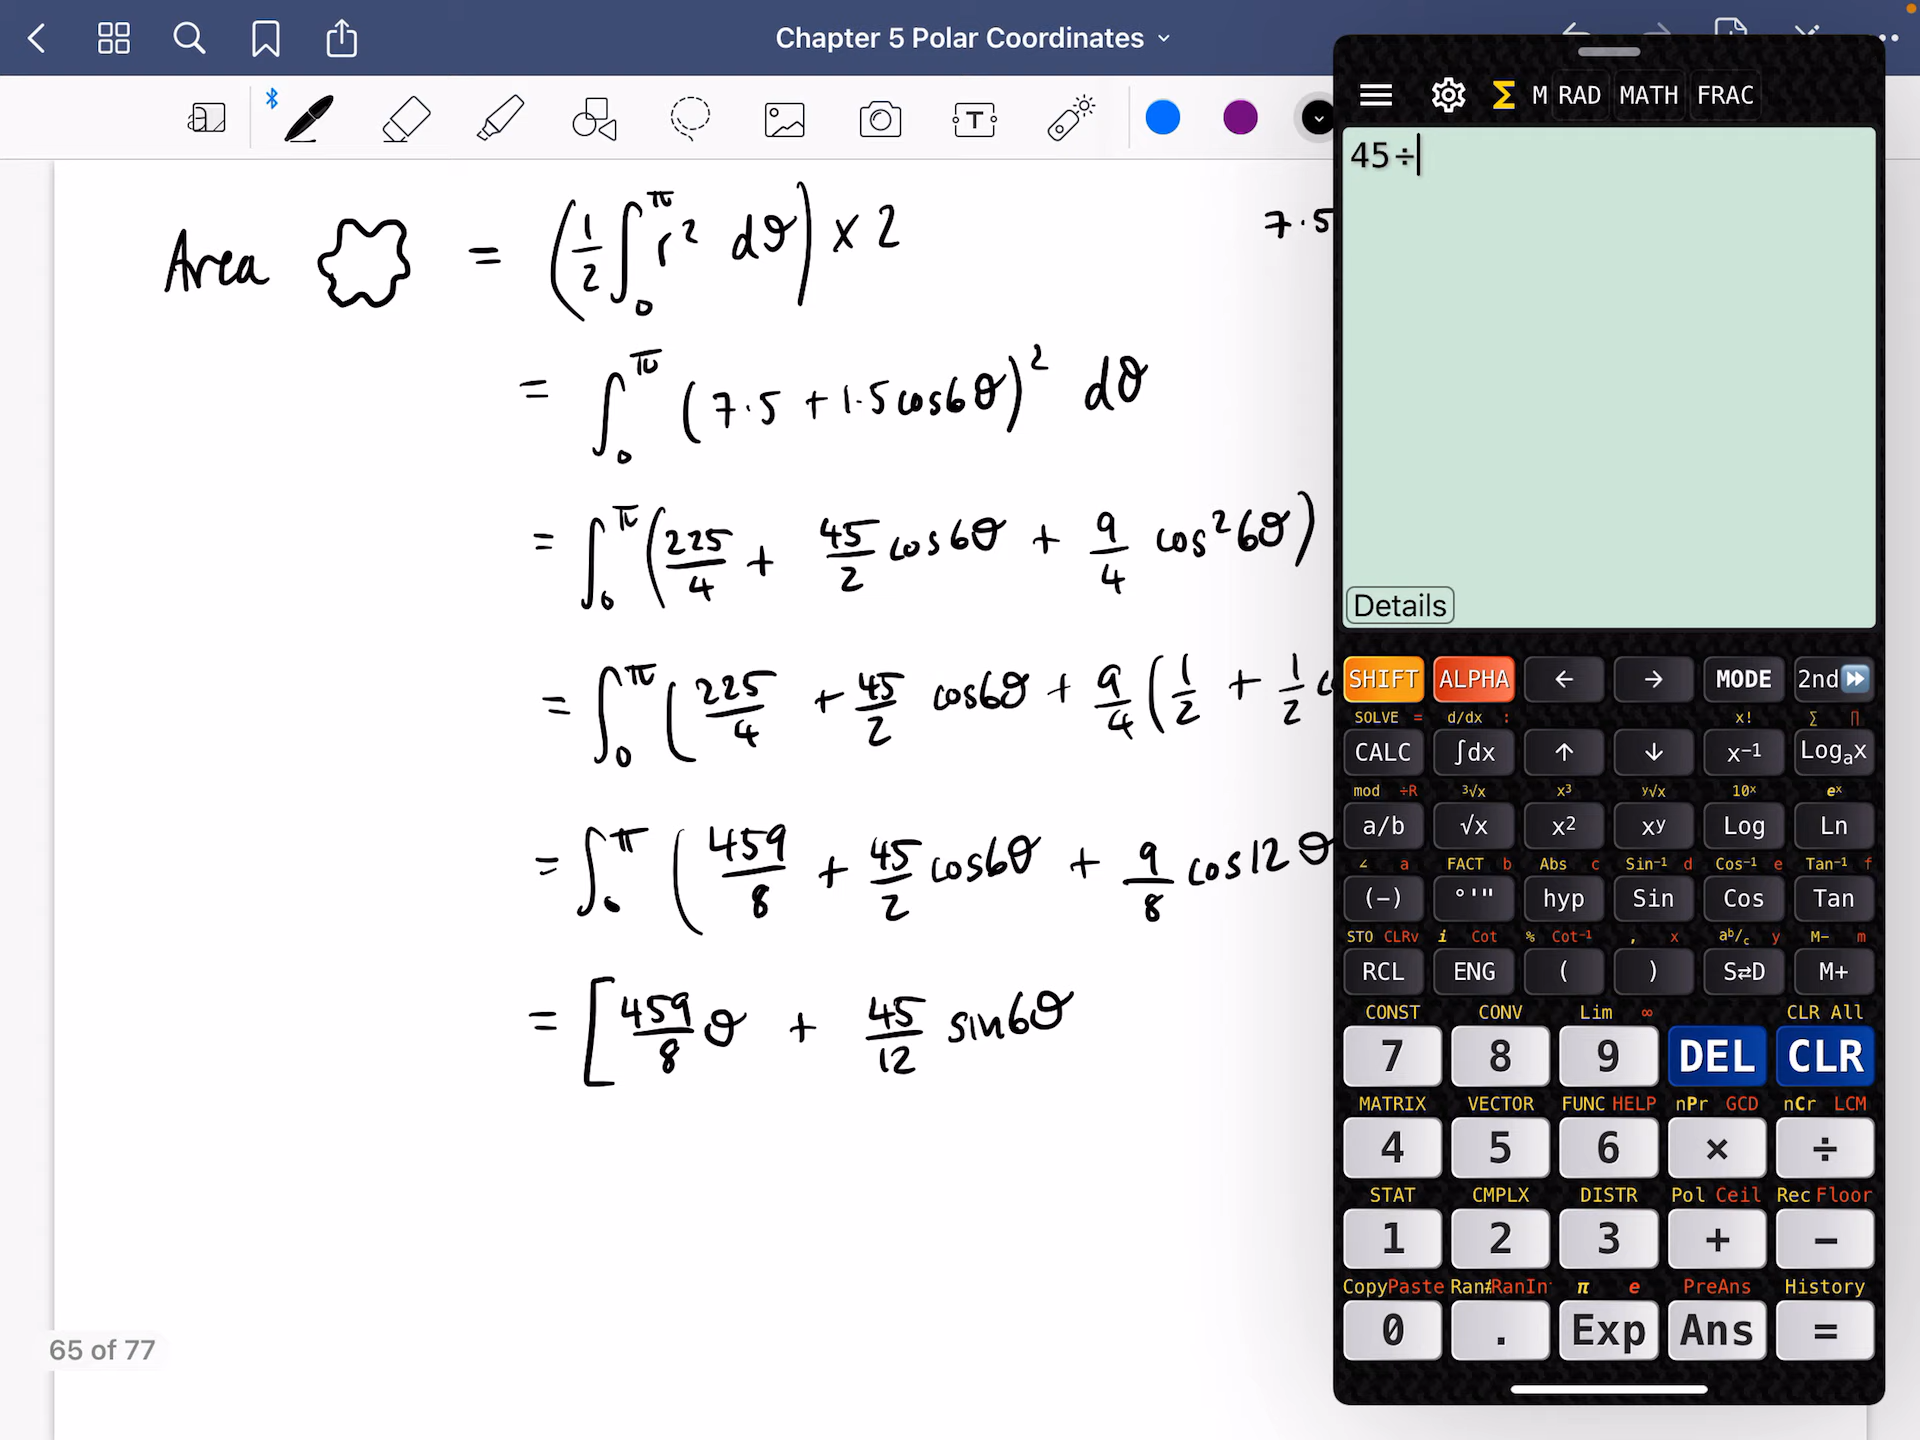 Chapter 5 Polar Coordinates
Area = (1/2 ∫₀^π r² dθ) × 2
7.5
= ∫₀^π (7.5 + 1.5cos6θ)² dθ
= ∫₀^π (225/4 + 45/2 cos6θ + 9/4 cos²6θ)
= ∫₀^π (225/4 + 45/2 cos6θ + 9/4 (1/2 + 1/2 c
= ∫₀^π (459/8 + 45/2 cos6θ + 9/8 cos12θ
= [459/8 θ + 45/12 sin6θ
65 of 77
Σ M RAD MATH FRAC
45÷
Details
SHIFT ALPHA ← → MODE 2nd
SOLVE = d/dx : x! ∑ ∏
CALC ∫dx ↑ ↓ x⁻¹ Logₐx
mod ÷R ³√x x³ ʸ√x 10ˣ eˣ
a/b √x x² xʸ Log Ln
∠ a FACT b Abs c Sin⁻¹ d Cos⁻¹ e Tan⁻¹ f
(−) °'" hyp Sin Cos Tan
STO CLRv i Cot % Cot⁻¹ , x aᵇ/c y M− m
RCL ENG ( ) S⇄D M+
CONST CONV Lim ∞ CLR All
7 8 9 DEL CLR
MATRIX VECTOR FUNC HELP nPr GCD nCr LCM
4 5 6 × ÷
STAT CMPLX DISTR Pol Ceil Rec Floor
1 2 3 + −
Copy Paste Ran# RanIn π e PreAns History
0 . Exp Ans =